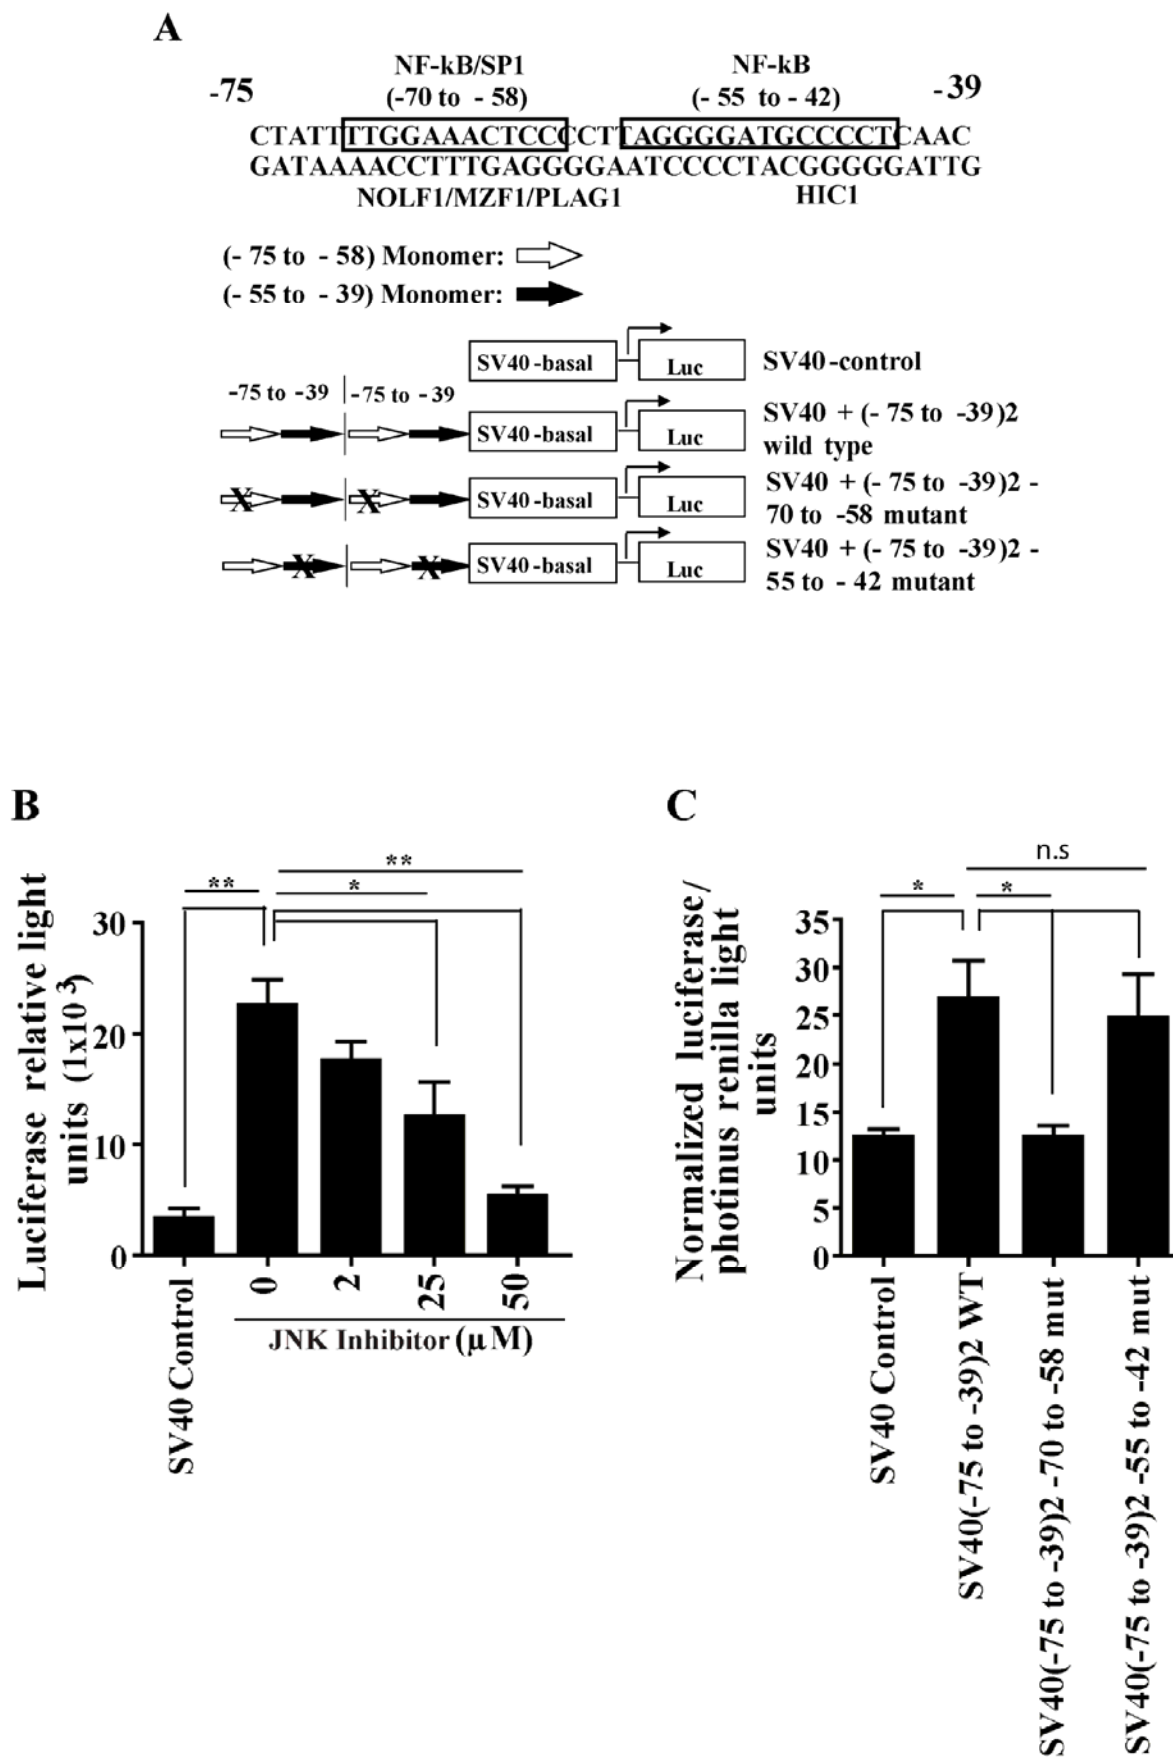 A
NF-kB/SP1
NF-kB
-75
(-70 to - 58)
(- 55 to - 42)
-39
CTATTTTGGAAACTCCCCCTTAGGGGATGCCCCTCAAC
GATAAAACCTTTGAGGGGAATCCCCTACGGGGGATTG
NOLF1/MZF1/PLAG1
HIC1
(- 75 to - 58) Monomer:
(- 55 to - 39) Monomer:
SV40-basal
Luc
SV40-control
-75 to -39
-75 to -39
SV40-basal
Luc
SV40 + (- 75 to -39)2
wild type
X
X
SV40-basal
Luc
SV40 + (- 75 to -39)2 -
70 to -58 mutant
X
X
SV40-basal
Luc
SV40 + (- 75 to -39)2 -
55 to - 42 mutant
B
Luciferase relative light
units (1x10³)
30
20
10
0
**
*
**
SV40 Control
0
2
25
50
JNK Inhibitor (μM)
C
Normalized luciferase/
photinus renilla light
units
35
30
25
20
15
10
5
0
n.s
*
*
SV40 Control
SV40(-75 to -39)2 WT
SV40(-75 to -39)2 -70 to -58 mut
SV40(-75 to -39)2 -55 to -42 mut